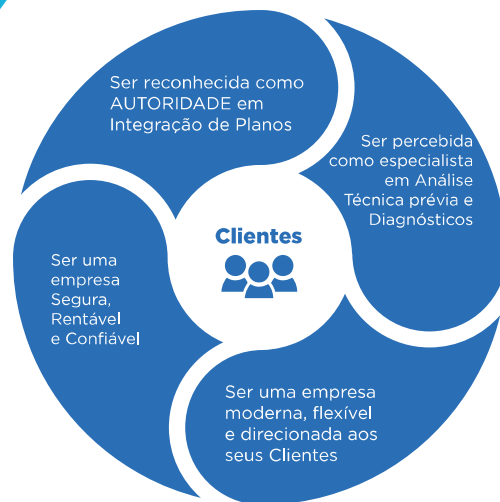 Ser reconhecida como
AUTORIDADE em
Integração de Planos
Ser percebida
como especialista
em Análise
Técnica prévia e
Diagnósticos
Clientes
Ser uma
empresa
Segura,
Rentável
e Confiável
Ser uma empresa
moderna, flexível
e direcionada aos
seus Clientes